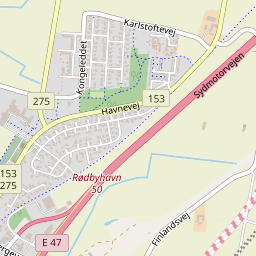 Karlstoftevej
Kongeleddet
Sydmotorvejen
275
153
Havnevej
153
275
Rødbyhavn
50
Finlandsvej
E 47